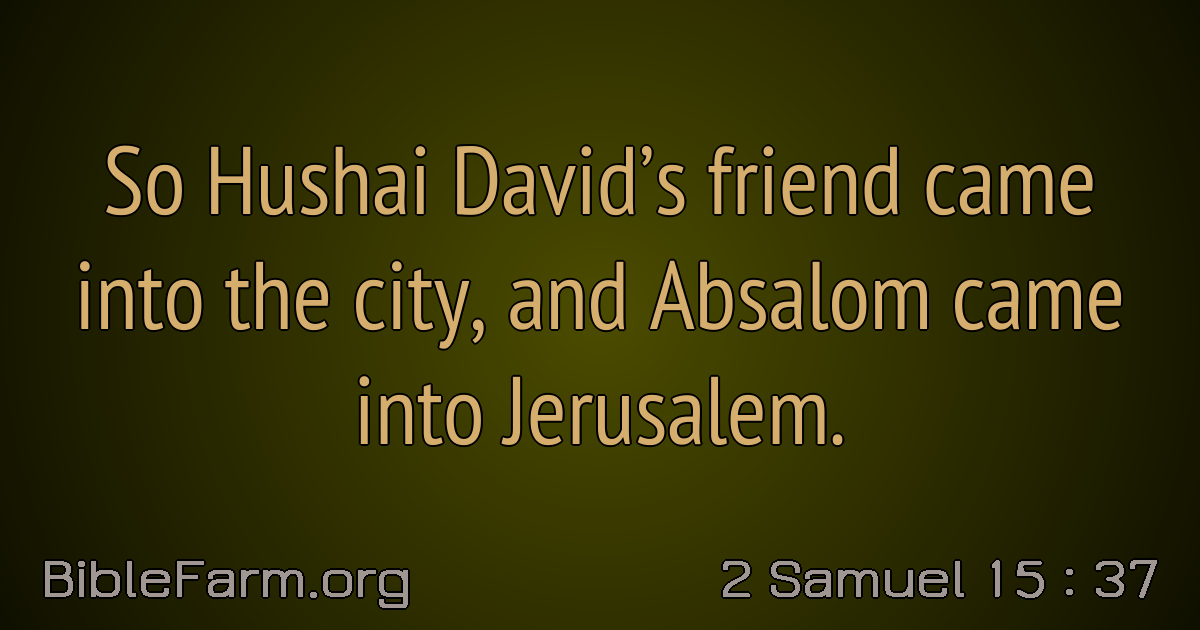 So Hushai David’s friend came
into the city, and Absalom came
into Jerusalem.
BibleFarm.org
2 Samuel 15 : 37